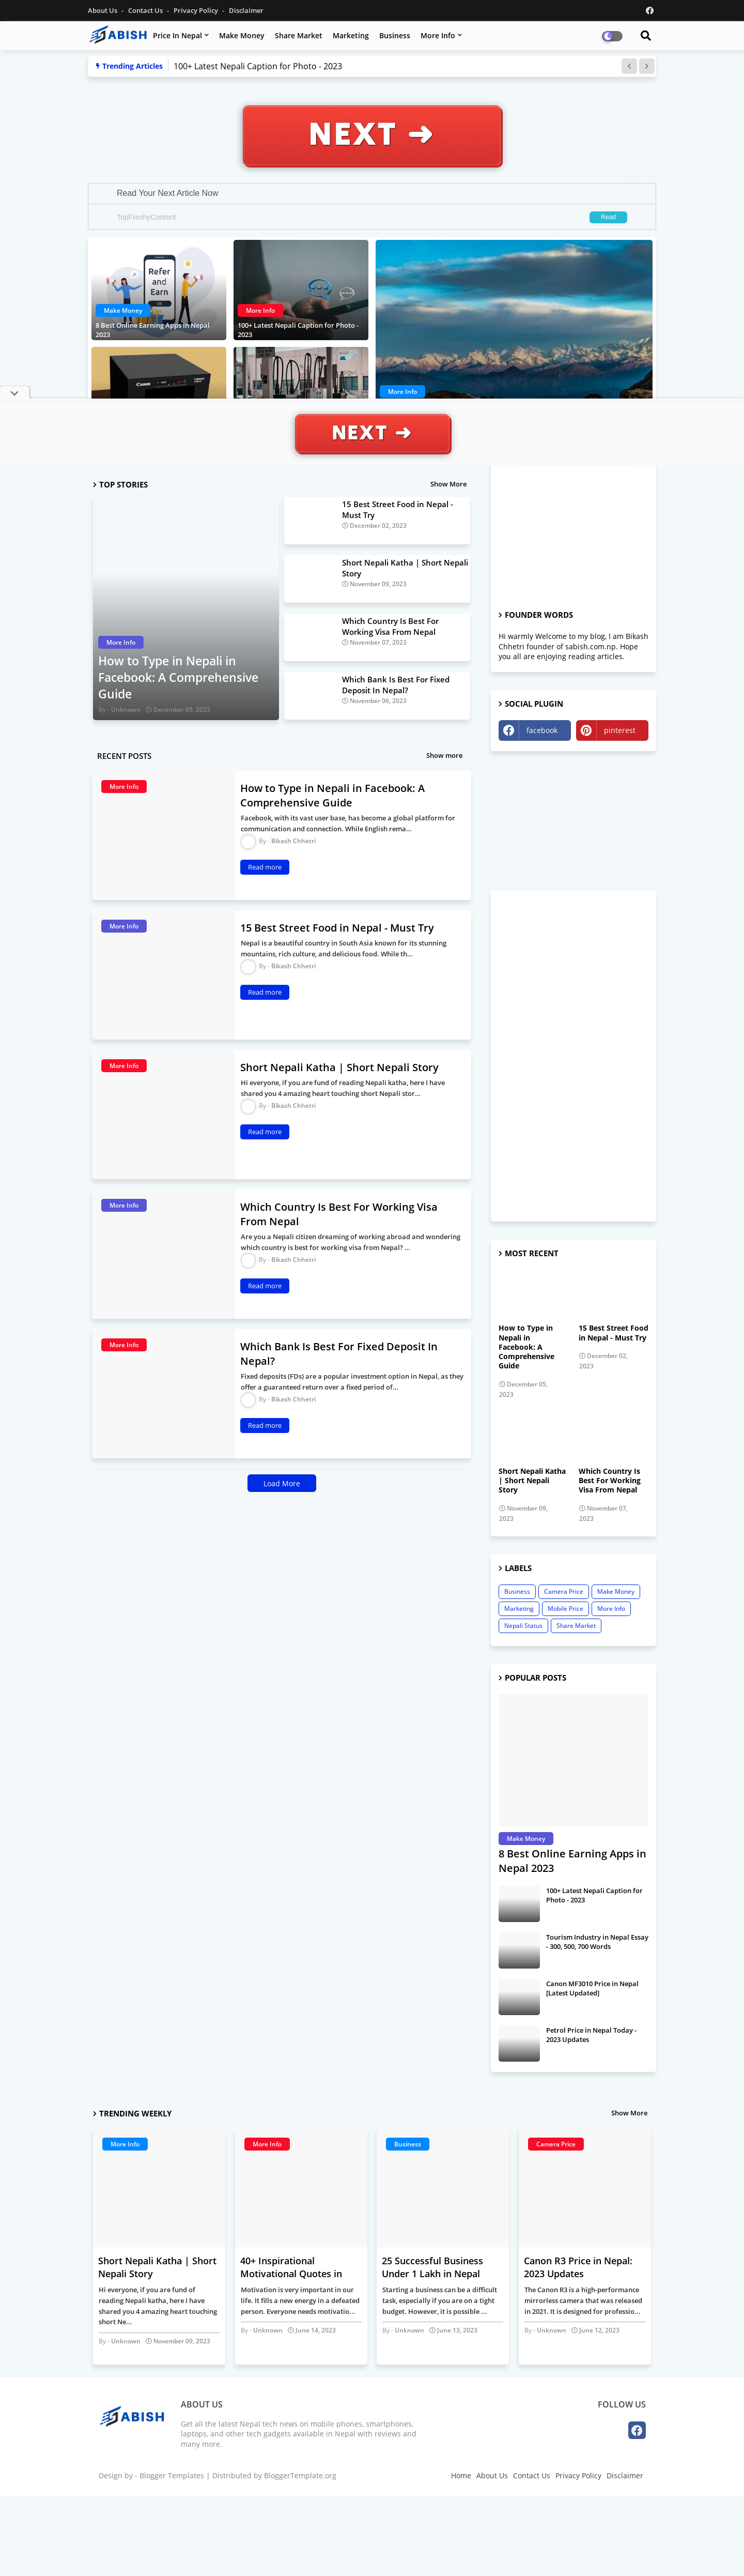 About Us - Contact Us - Privacy Policy - Disclaimer
ABISH
Price In Nepal
Make Money
Share Market
Marketing
Business
More Info
Trending Articles
100+ Latest Nepali Caption for Photo - 2023
NEXT ➜
Read Your Next Article Now
TopFreshyContent
Read
Refer
and
Earn
Make Money
8 Best Online Earning Apps in Nepal
2023
More Info
100+ Latest Nepali Caption for Photo -
2023
Canon
More Info
NEXT ➜
TOP STORIES
Show More
More Info
How to Type in Nepali in
Facebook: A Comprehensive
Guide
By - Unknown December 05, 2023
15 Best Street Food in Nepal -
Must Try
December 02, 2023
Short Nepali Katha | Short Nepali
Story
November 09, 2023
Which Country Is Best For
Working Visa From Nepal
November 07, 2023
Which Bank Is Best For Fixed
Deposit In Nepal?
November 06, 2023
RECENT POSTS
Show more
More Info
How to Type in Nepali in Facebook: A
Comprehensive Guide
Facebook, with its vast user base, has become a global platform for
communication and connection. While English rema…
By - Bikash Chhetri
Read more
More Info
15 Best Street Food in Nepal - Must Try
Nepal is a beautiful country in South Asia known for its stunning
mountains, rich culture, and delicious food. While th…
By - Bikash Chhetri
Read more
More Info
Short Nepali Katha | Short Nepali Story
Hi everyone, if you are fund of reading Nepali katha, here I have
shared you 4 amazing heart touching short Nepali stor…
By - Bikash Chhetri
Read more
More Info
Which Country Is Best For Working Visa
From Nepal
Are you a Nepali citizen dreaming of working abroad and wondering
which country is best for working visa from Nepal? …
By - Bikash Chhetri
Read more
More Info
Which Bank Is Best For Fixed Deposit In
Nepal?
Fixed deposits (FDs) are a popular investment option in Nepal, as they
offer a guaranteed return over a fixed period of…
By - Bikash Chhetri
Read more
Load More
FOUNDER WORDS
Hi warmly Welcome to my blog, I am Bikash
Chhetri founder of sabish.com.np. Hope
you all are enjoying reading articles.
SOCIAL PLUGIN
facebook
pinterest
MOST RECENT
How to Type in
Nepali in
Facebook: A
Comprehensive
Guide
December 05,
2023
15 Best Street Food
in Nepal - Must Try
December 02,
2023
Short Nepali Katha
| Short Nepali
Story
November 09,
2023
Which Country Is
Best For Working
Visa From Nepal
November 07,
2023
LABELS
Business
Camera Price
Make Money
Marketing
Mobile Price
More Info
Nepali Status
Share Market
POPULAR POSTS
Make Money
8 Best Online Earning Apps in
Nepal 2023
100+ Latest Nepali Caption for
Photo - 2023
Tourism Industry in Nepal Essay
- 300, 500, 700 Words
Canon MF3010 Price in Nepal
[Latest Updated]
Petrol Price in Nepal Today -
2023 Updates
TRENDING WEEKLY
Show More
More Info
Short Nepali Katha | Short
Nepali Story
Hi everyone, if you are fund of
reading Nepali katha, here I have
shared you 4 amazing heart touching
short Ne…
By - Unknown November 09, 2023
More Info
40+ Inspirational
Motivational Quotes in
Motivation is very important in our
life. It fills a new energy in a defeated
person. Everyone needs motivatio…
By - Unknown June 14, 2023
Business
25 Successful Business
Under 1 Lakh in Nepal
Starting a business can be a difficult
task, especially if you are on a tight
budget. However, it is possible …
By - Unknown June 13, 2023
Camera Price
Canon R3 Price in Nepal:
2023 Updates
The Canon R3 is a high-performance
mirrorless camera that was released
in 2021. It is designed for professio…
By - Unknown June 12, 2023
ABISH
ABOUT US
Get all the latest Nepal tech news on mobile phones, smartphones,
laptops, and other tech gadgets available in Nepal with reviews and
many more.
FOLLOW US
Design by - Blogger Templates | Distributed by BloggerTemplate.org
Home About Us Contact Us Privacy Policy Disclaimer